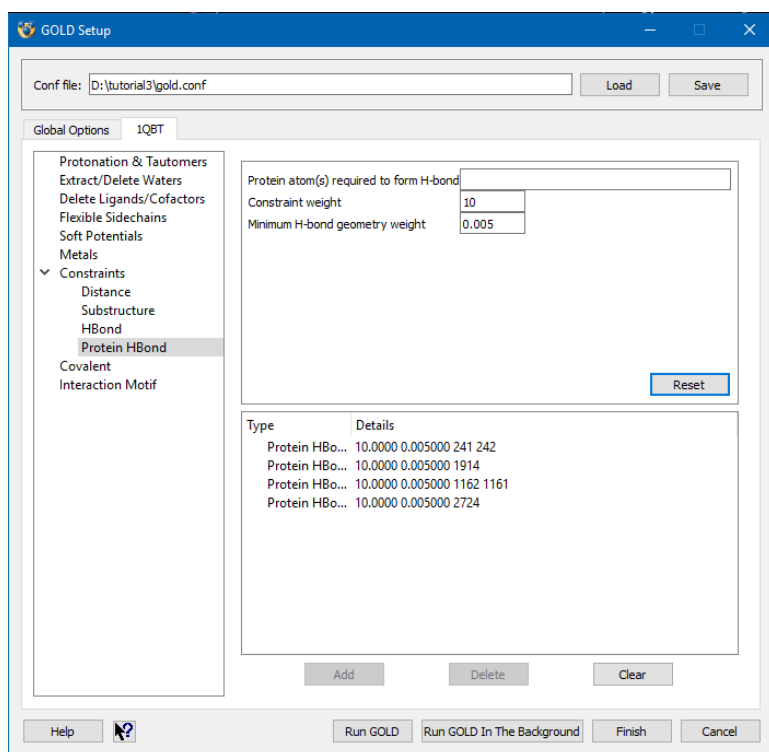 GOLD Setup
Conf file: D:\tutorial3\gold.conf
Load
Save
Global Options
1QBT
Protonation & Tautomers
Extract/Delete Waters
Delete Ligands/Cofactors
Flexible Sidechains
Soft Potentials
Metals
Constraints
Distance
Substructure
HBond
Protein HBond
Covalent
Interaction Motif
Protein atom(s) required to form H-bond
Constraint weight 10
Minimum H-bond geometry weight 0.005
Reset
Type Details
Protein HBo... 10.0000 0.005000 241 242
Protein HBo... 10.0000 0.005000 1914
Protein HBo... 10.0000 0.005000 1162 1161
Protein HBo... 10.0000 0.005000 2724
Add
Delete
Clear
Help
?
Run GOLD
Run GOLD In The Background
Finish
Cancel